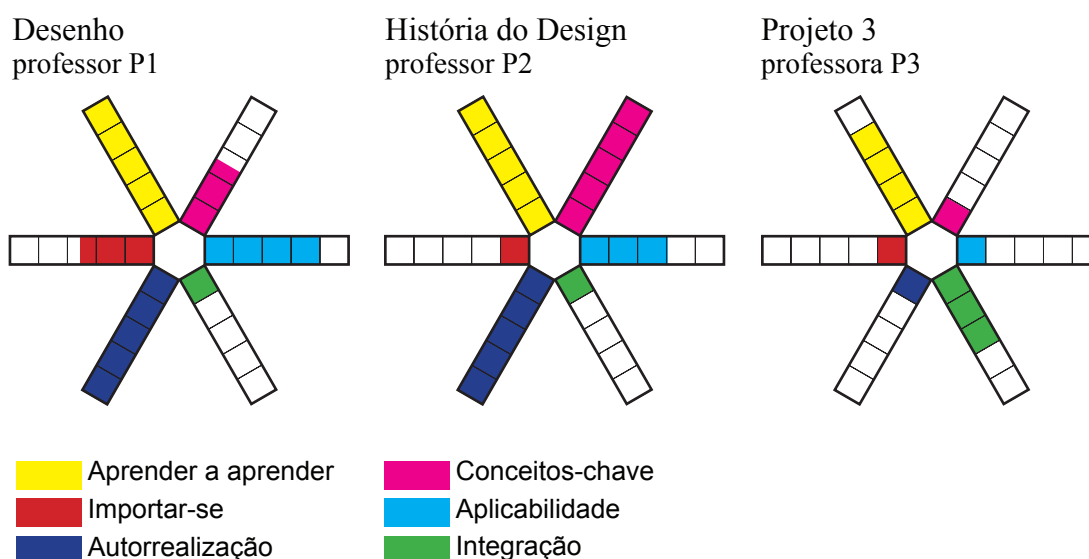 Desenho
professor P1
História do Design
professor P2
Projeto 3
professora P3
Aprender a aprender
Importar-se
Autorrealização
Conceitos-chave
Aplicabilidade
Integração